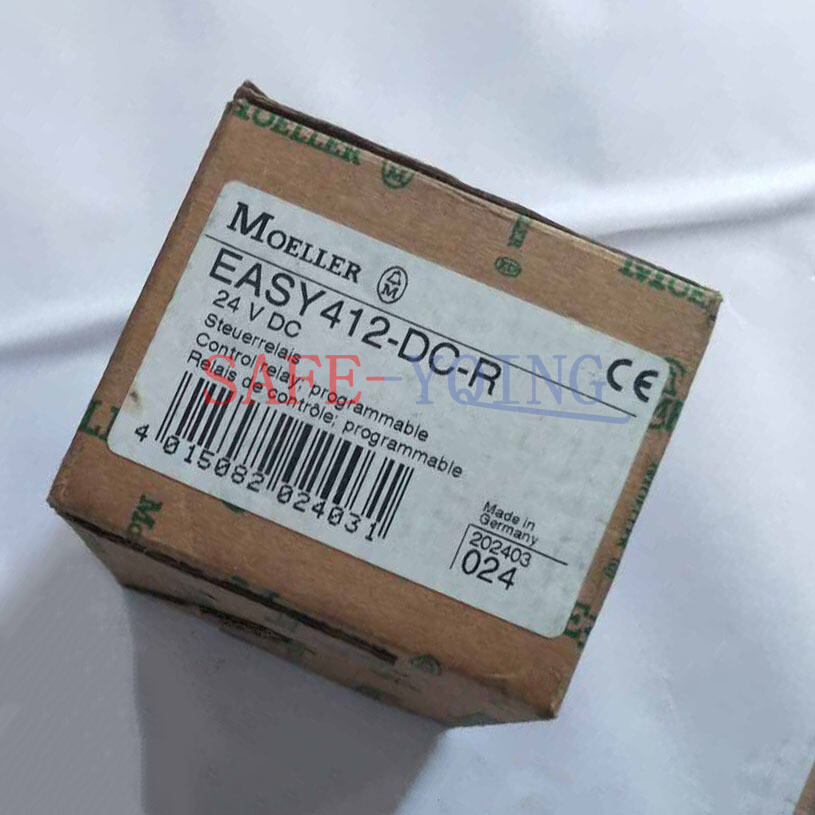 MOELLER
MOELLER
EASY412-DC-R
24 V DC
Steuerrelais
Control relay; programmable
Relais de contrôle; programmable
CE
4 015082 024031
Made in
Germany
202403
024
SAFE-YQING